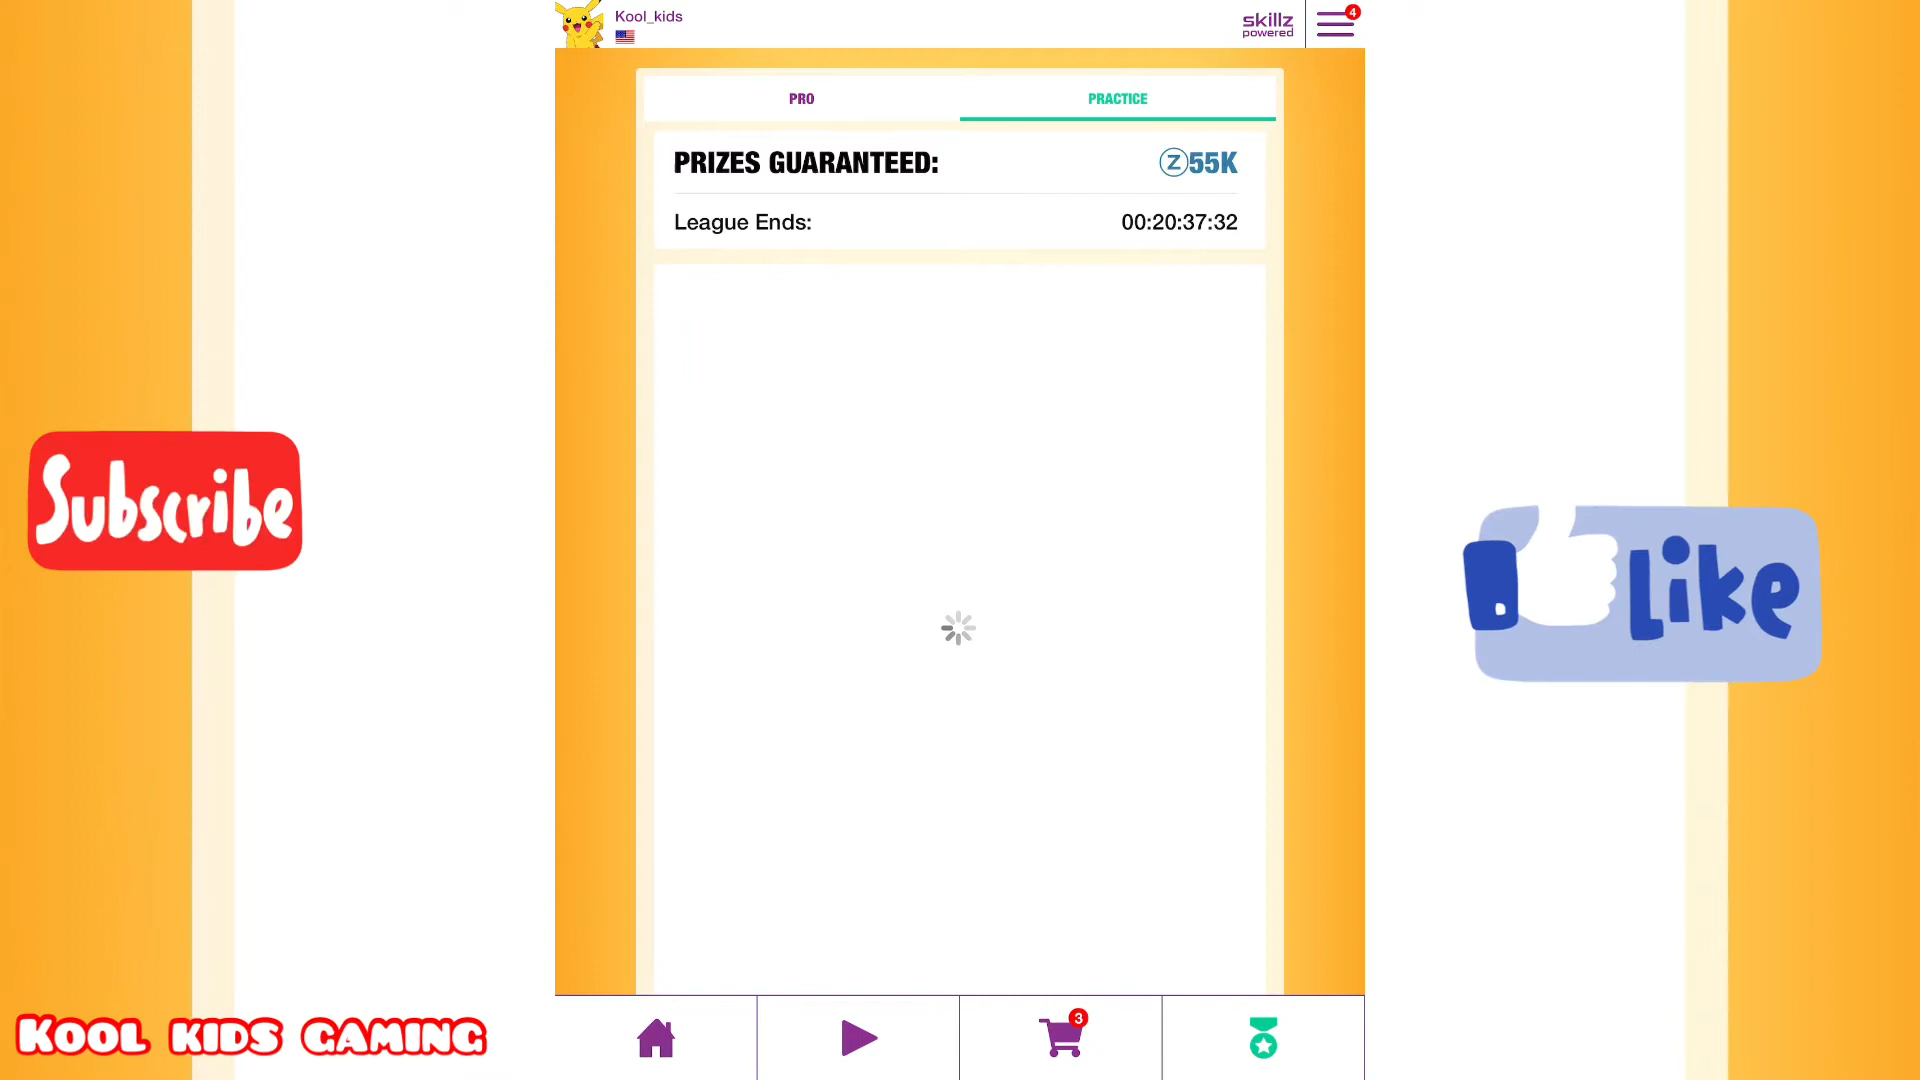 Kool_kids
skillz
powered
4
PRO
PRACTICE
PRIZES GUARANTEED:
Z55K
League Ends:
00:20:37:32
Subscribe
Like
3
KOOL KIDS GAMING